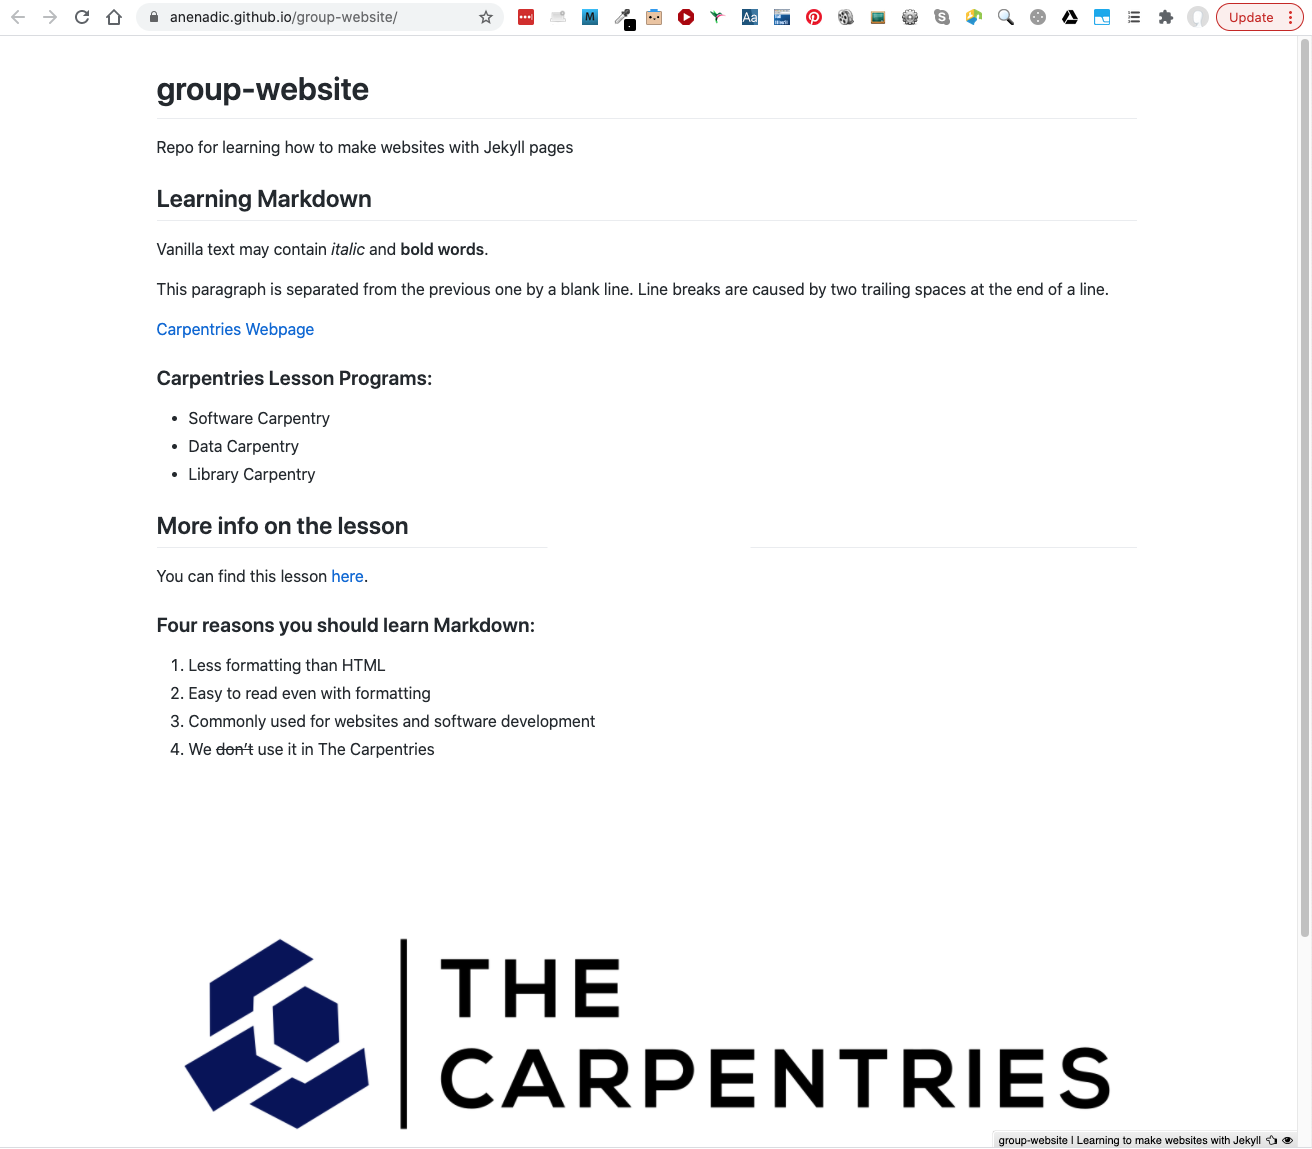 anenadic.github.io/group-website/
M
Aa
Update
group-website
Repo for learning how to make websites with Jekyll pages
Learning Markdown
Vanilla text may contain italic and bold words.
This paragraph is separated from the previous one by a blank line. Line breaks are caused by two trailing spaces at the end of a line.
Carpentries Webpage
Carpentries Lesson Programs:
• Software Carpentry
• Data Carpentry
• Library Carpentry
More info on the lesson
You can find this lesson here.
Four reasons you should learn Markdown:
1. Less formatting than HTML
2. Easy to read even with formatting
3. Commonly used for websites and software development
4. We don’t use it in The Carpentries
THE
CARPENTRIES
group-website | Learning to make websites with Jekyll